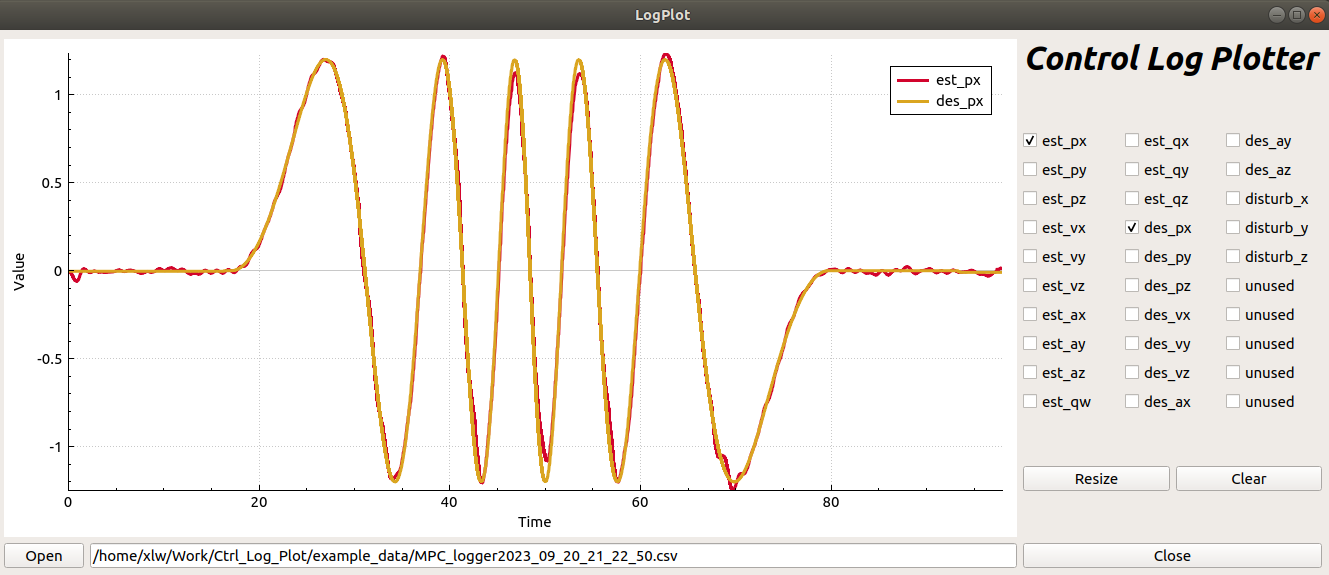 LogPlot
Control Log Plotter
est_px
des_px
1
0.5
0
-0.5
-1
Value
0 20 40 60 80
Time
est_px est_qx des_ay
est_py est_qy des_az
est_pz est_qz disturb_x
est_vx des_px disturb_y
est_vy des_py disturb_z
est_vz des_pz unused
est_ax des_vx unused
est_ay des_vy unused
est_az des_vz unused
est_qw des_ax unused
Resize Clear
Open /home/xlw/Work/Ctrl_Log_Plot/example_data/MPC_logger2023_09_20_21_22_50.csv Close